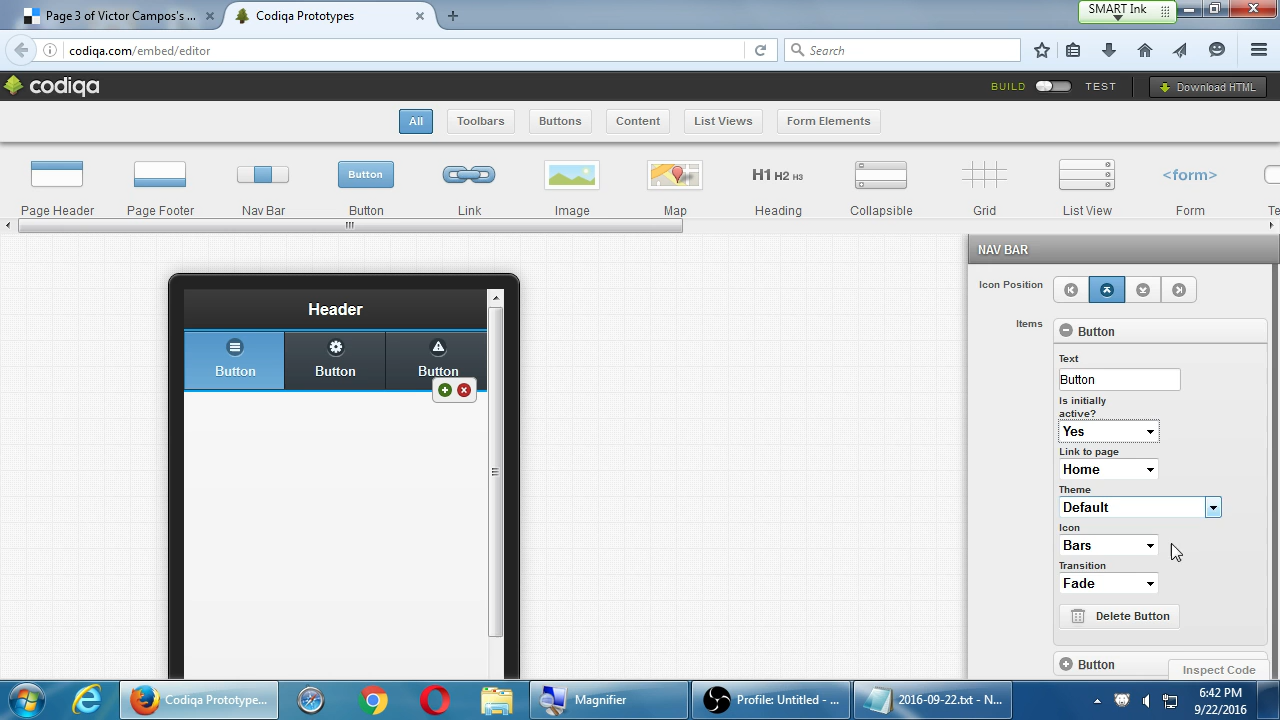 Page 3 of Victor Campos's ...
Codiqa Prototypes
SMART Ink
codiqa.com/embed/editor
Search
codiqa
BUILD
TEST
Download HTML
All
Toolbars
Buttons
Content
List Views
Form Elements
Button
H1 H2 H3
<form>
Page Header
Page Footer
Nav Bar
Button
Link
Image
Map
Heading
Collapsible
Grid
List View
Form
Te
NAV BAR
Icon Position
Items
Button
Text
Button
Is initially
active?
Yes
Link to page
Home
Theme
Default
Icon
Bars
Transition
Fade
Delete Button
Button
Inspect Code
Header
Button
Button
Button
Codiqa Prototype...
Magnifier
Profile: Untitled - ...
2016-09-22.txt - N...
6:42 PM
9/22/2016